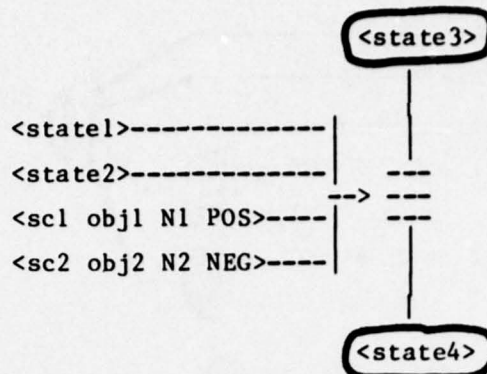 <state3>
<state1>
<state2>
<sc1 obj1 N1 POS>
<sc2 obj2 N2 NEG>
<state4>